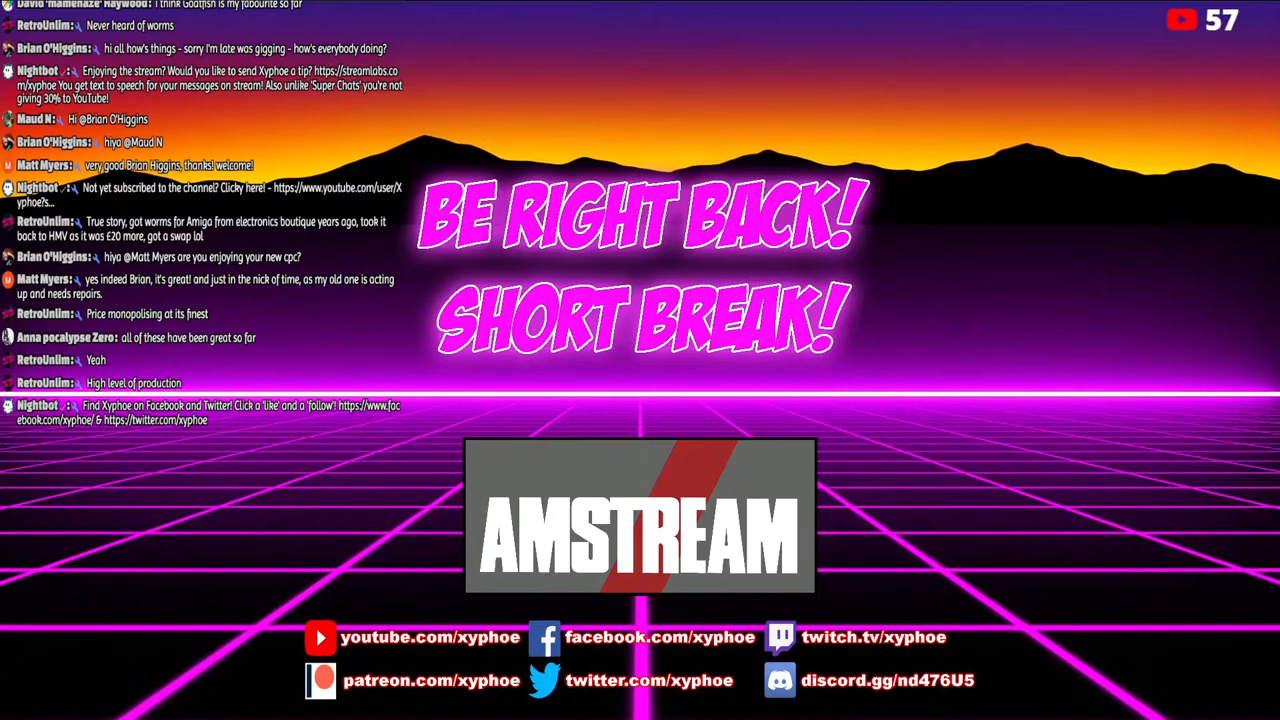 David 'mamehaze' Haywood: I think Goatfish is my fabourite so far
RetroUnlim: Never heard of worms
Brian O'Higgins: hi all how's things - sorry I'm late was gigging - how's everybody doing?
Nightbot: Enjoying the stream? Would you like to send Xyphoe a tip? https://streamlabs.co
m/xyphoe You get text to speech for your messages on stream! Also unlike 'Super Chats' you're not
giving 30% to YouTube!
Maud N: Hi @Brian O'Higgins
Brian O'Higgins: hiya @Maud N
Matt Myers: very good Brian Higgins, thanks! welcome!
Nightbot: Not yet subscribed to the channel? Clicky here! - https://www.youtube.com/user/X
yphoe?s...
RetroUnlim: True story, got worms for Amiga from electronics boutique years ago, took it
back to HMV as it was £20 more, got a swap lol
Brian O'Higgins: hiya @Matt Myers are you enjoying your new cpc?
Matt Myers: yes indeed Brian, it's great! and just in the nick of time, as my old one is acting
up and needs repairs.
RetroUnlim: Price monopolising at its finest
Anna pocalypse Zero: all of these have been great so far
RetroUnlim: Yeah
RetroUnlim: High level of production
Nightbot: Find Xyphoe on Facebook and Twitter! Click a 'like' and a 'follow'! https://www.fac
ebook.com/xyphoe/ & https://twitter.com/xyphoe
57
BE RIGHT BACK!
SHORT BREAK!
AMSTREAM
youtube.com/xyphoe facebook.com/xyphoe twitch.tv/xyphoe
patreon.com/xyphoe twitter.com/xyphoe discord.gg/nd476U5